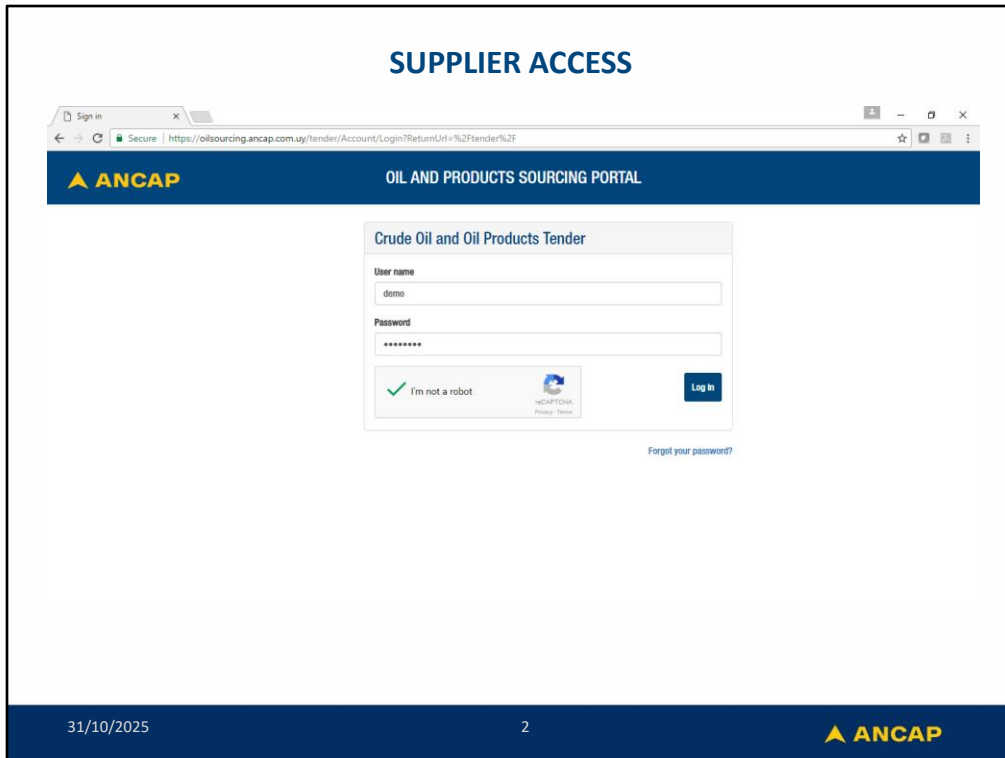 SUPPLIER ACCESS
Sign in
Secure | https://oilsourcing.ancap.com.uy/tender/Account/Login?ReturnUrl=%2Ftender%2F
ANCAP
OIL AND PRODUCTS SOURCING PORTAL
Crude Oil and Oil Products Tender
User name
demo
Password
••••••••
I'm not a robot
reCAPTCHA
Privacy - Terms
Log In
Forgot your password?
31/10/2025
2
ANCAP